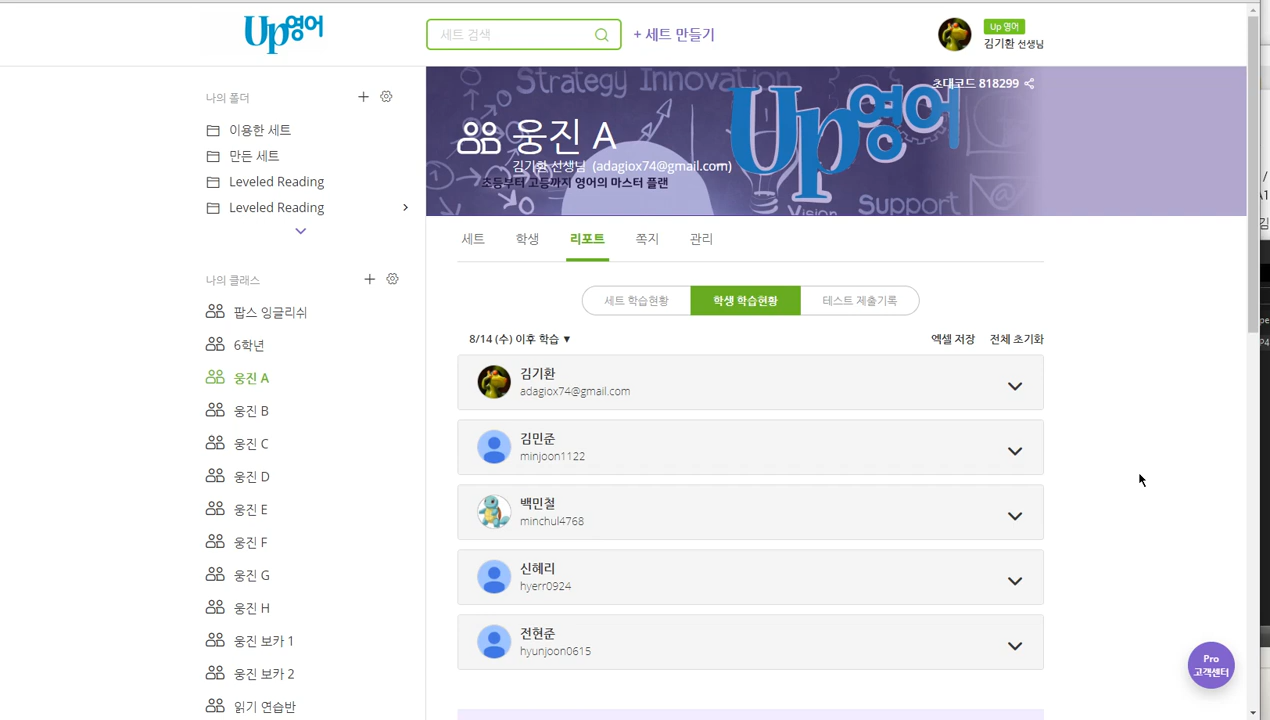 Up영어
세트 검색
+ 세트 만들기
Up 영어
김기환 선생님
나의 폴더
이용한 세트
만든 세트
Leveled Reading
Leveled Reading
나의 클래스
팝스 잉글리쉬
6학년
웅진 A
웅진 B
웅진 C
웅진 D
웅진 E
웅진 F
웅진 G
웅진 H
웅진 보카 1
웅진 보카 2
읽기 연습반
Strategy Innovation
초대코드 818299
Up영어
웅진 A
김기환 선생님 (adagiox74@gmail.com)
초등부터 고등까지 영어의 마스터 플랜
Vision
Support
세트 학생 리포트 쪽지 관리
세트 학습현황 학생 학습현황 테스트 제출기록
8/14 (수) 이후 학습 ▼ 엑셀 저장 전체 초기화
김기환
adagiox74@gmail.com
김민준
minjoon1122
백민철
minchul4768
신혜리
hyerr0924
전현준
hyunjoon0615
Pro
고객센터